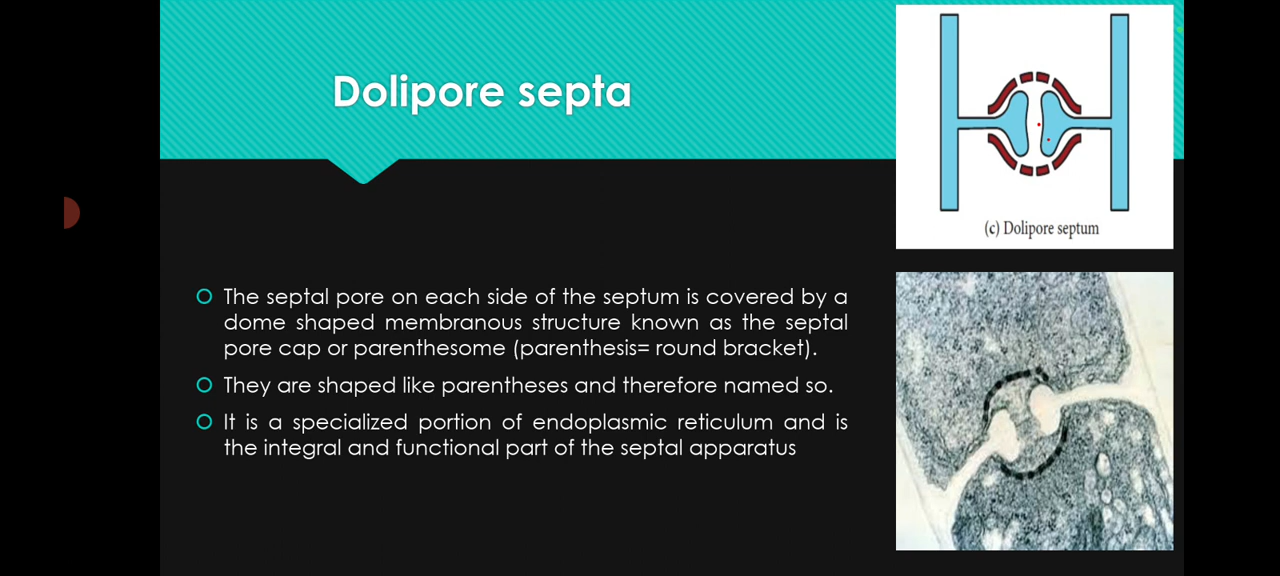 Dolipore septa
(c) Dolipore septum
The septal pore on each side of the septum is covered by a
dome shaped membranous structure known as the septal
pore cap or parenthesome (parenthesis= round bracket).
They are shaped like parentheses and therefore named so.
It is a specialized portion of endoplasmic reticulum and is
the integral and functional part of the septal apparatus